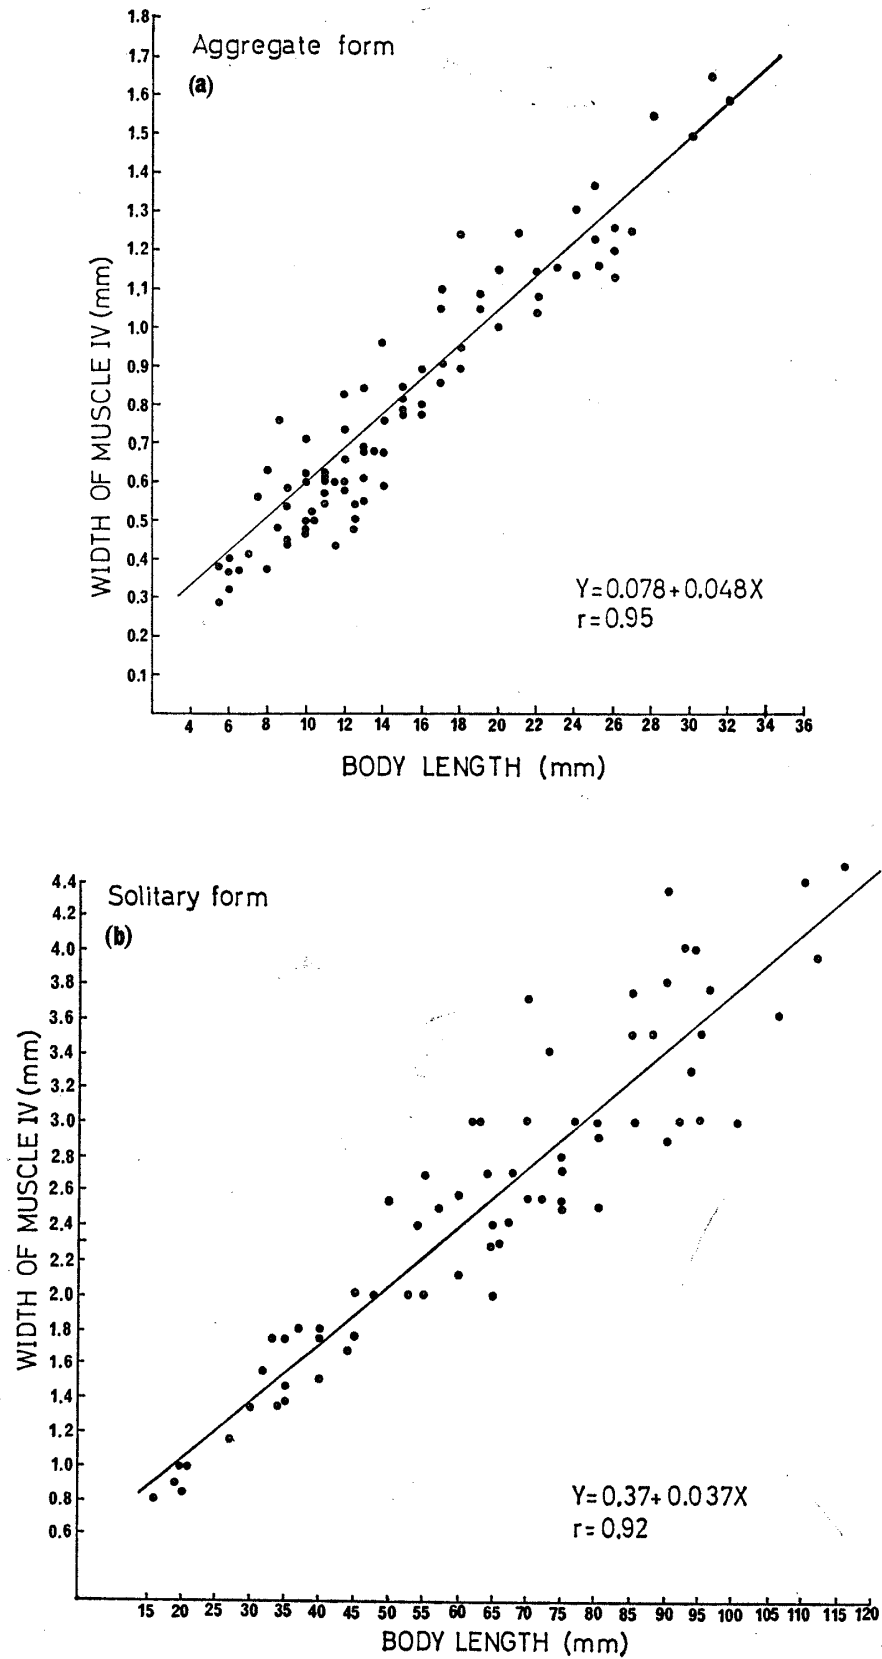 Aggregate form
(a)
1.8
1.7
1.6
1.5
1.4
1.3
1.2
1.1
1.0
0.9
0.8
0.7
0.6
0.5
0.4
0.3
0.2
0.1
WIDTH OF MUSCLE IV (mm)
Y=0.078+0.048X
r=0.95
4 6 8 10 12 14 16 18 20 22 24 26 28 30 32 34 36
BODY LENGTH (mm)
Solitary form
(b)
4.4
4.2
4.0
3.8
3.6
3.4
3.2
3.0
2.8
2.6
2.4
2.2
2.0
1.8
1.6
1.4
1.2
1.0
0.8
0.6
WIDTH OF MUSCLE IV (mm)
Y=0.37+0.037X
r=0.92
15 20 25 30 35 40 45 50 55 60 65 70 75 80 85 90 95 100 105 110 115 120
BODY LENGTH (mm)